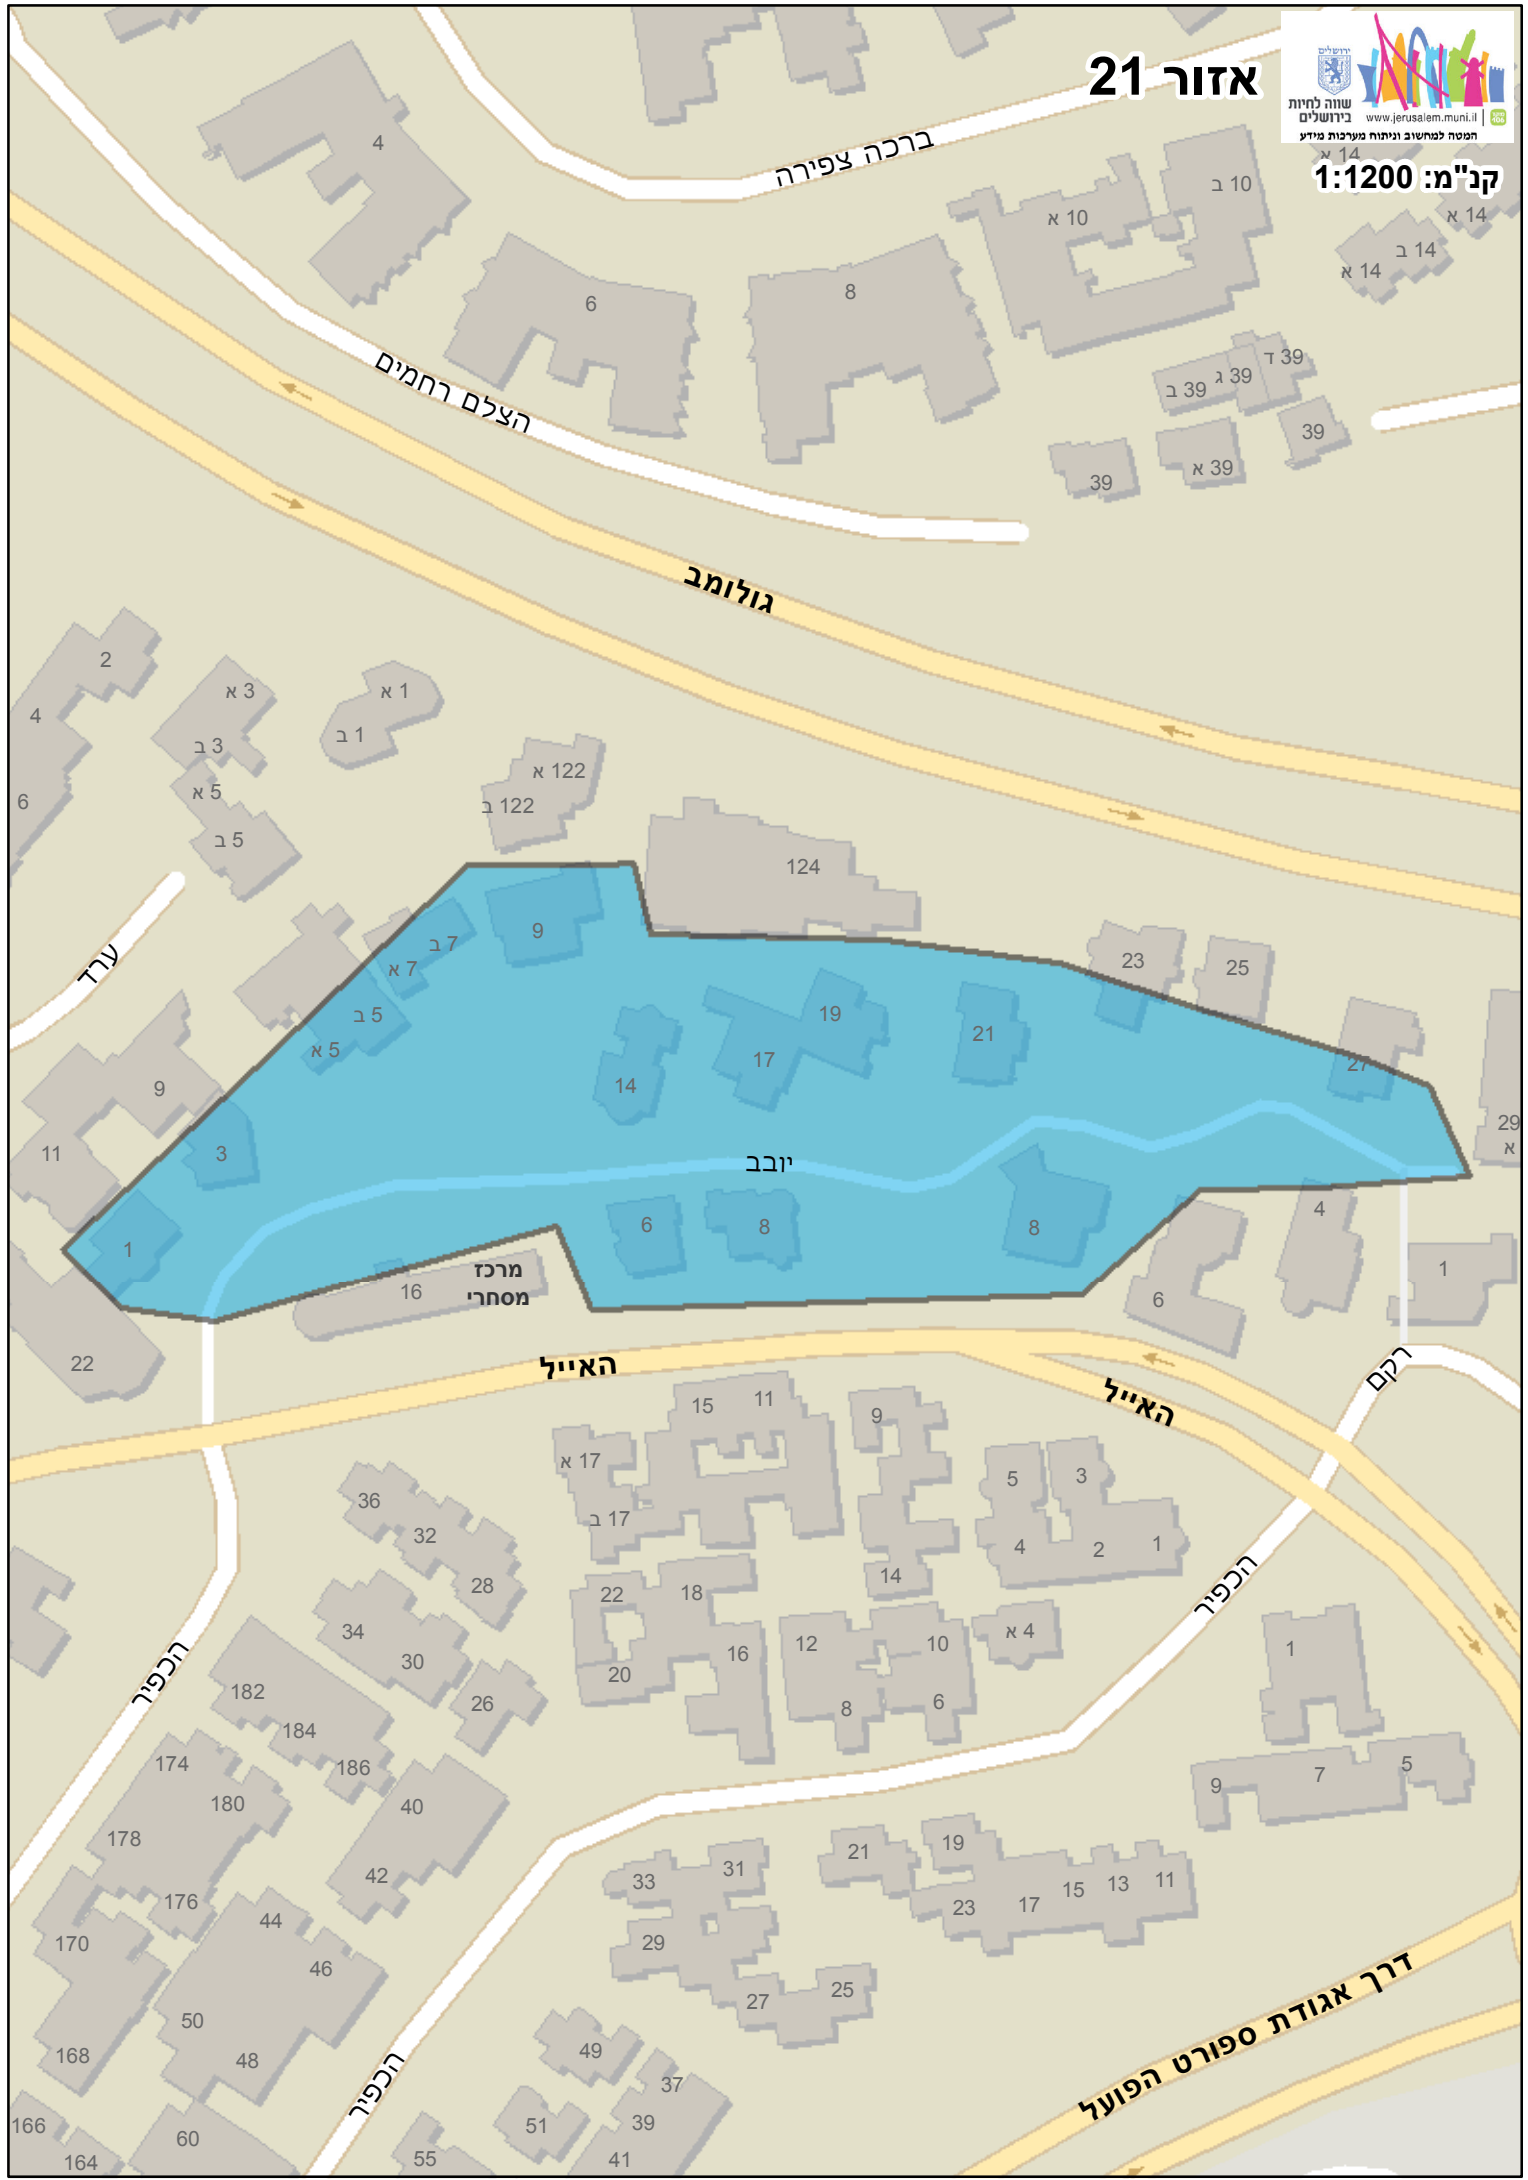 אזור 21
ירושלים
שווה לחיות
בירושלים
www.jerusalem.muni.il
106
המטה למחשוב וניתוח מערכות מידע
קנ"מ: 1:1200
14 א
14 א
14 ב
14 א
ברכה צפירה
4
10 ב
10 א
6
8
39 ד
39 ג
39 ב
39
39 א
39
הצלם רחמים
גולומב
2
4
6
3 א
3 ב
1 א
1 ב
5 א
5 ב
122 א
122 ב
124
ערד
9
7 ב
7 א
5 ב
5 א
23
25
19
17
21
14
27
29
א
9
11
3
1
יובב
6
8
8
4
6
1
מרכז
מסחרי
16
22
האייל
האייל
רקם
15
11
9
17 א
17 ב
5
3
4
2
1
14
36
32
28
34
30
26
22
18
20
16
12
10
8
6
4 א
הכפיר
הכפיר
1
182
184
186
174
180
178
176
40
42
9
7
5
33
31
29
27
25
21
19
23
17
15
13
11
170
168
44
46
50
48
דרך אגודת ספורט הפועל
הכפיר
49
37
39
41
51
55
166
164
60